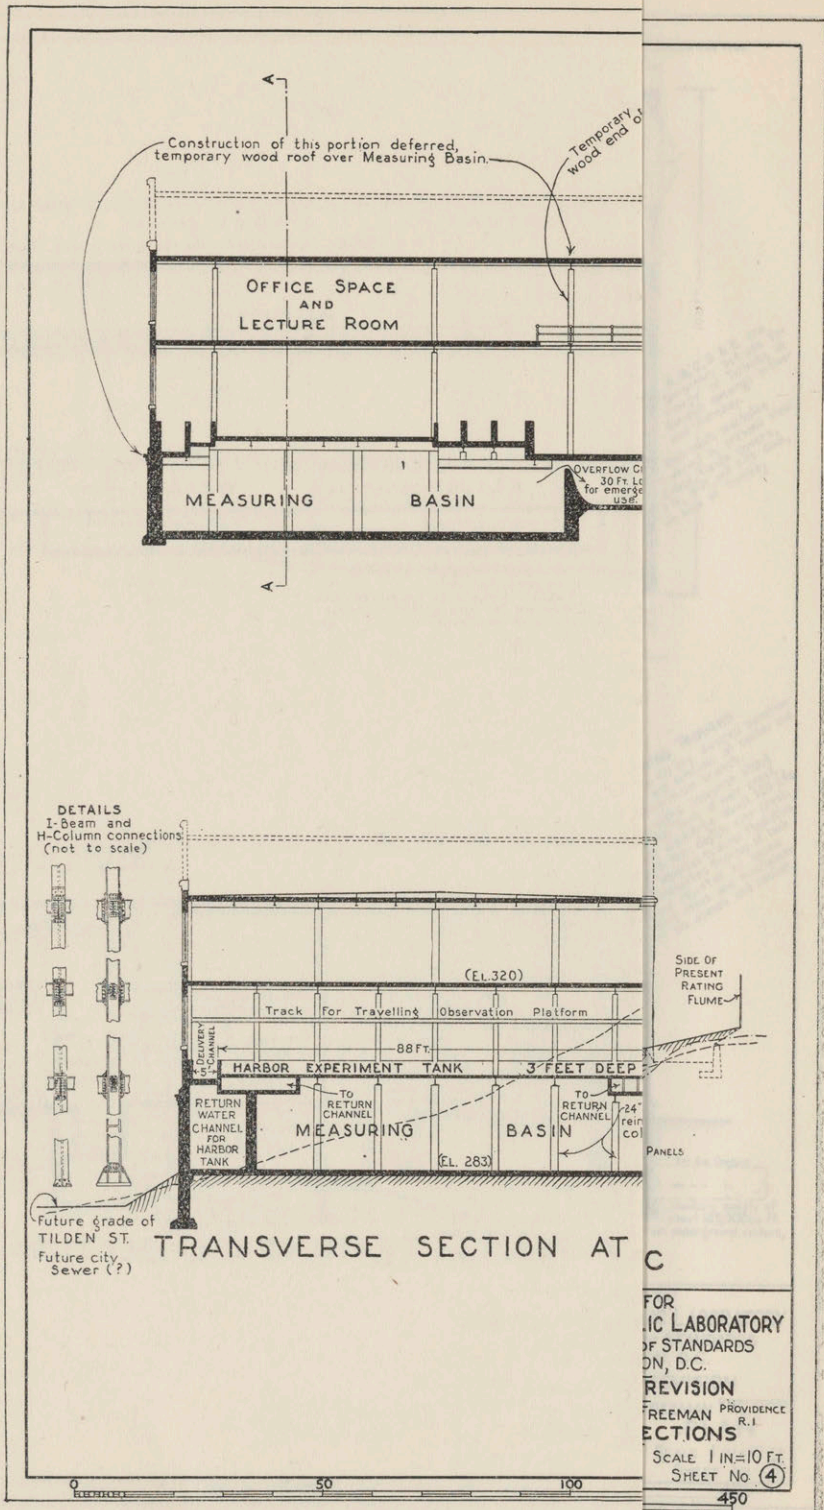 A
Construction of this portion deferred,
temporary wood roof over Measuring Basin.
Temporary
wood end of
OFFICE SPACE
AND
LECTURE ROOM
OVERFLOW
30 FT.
for
use.
MEASURING BASIN
A
DETAILS
I-Beam and
H-Column connections
(not to scale)
(EL.320)
SIDE OF
PRESENT
RATING
FLUME
Track for Travelling Observation Platform
DELIVERY
CHANNEL
5'
88 FT.
HARBOR EXPERIMENT TANK 3 FEET DEEP
TO
RETURN
CHANNEL
TO
RETURN
CHANNEL
RETURN
WATER
CHANNEL
FOR
HARBOR
TANK
24"
rein
col
MEASURING BASIN
PANELS
(EL. 283)
Future grade of
TILDEN ST.
Future city
Sewer (?)
TRANSVERSE SECTION AT C
FOR
LIC LABORATORY
OF STANDARDS
ON, D.C.
REVISION
FREEMAN PROVIDENCE
R.I.
ECTIONS
SCALE 1 IN.=10 FT.
SHEET No. 4
0 50 100
450